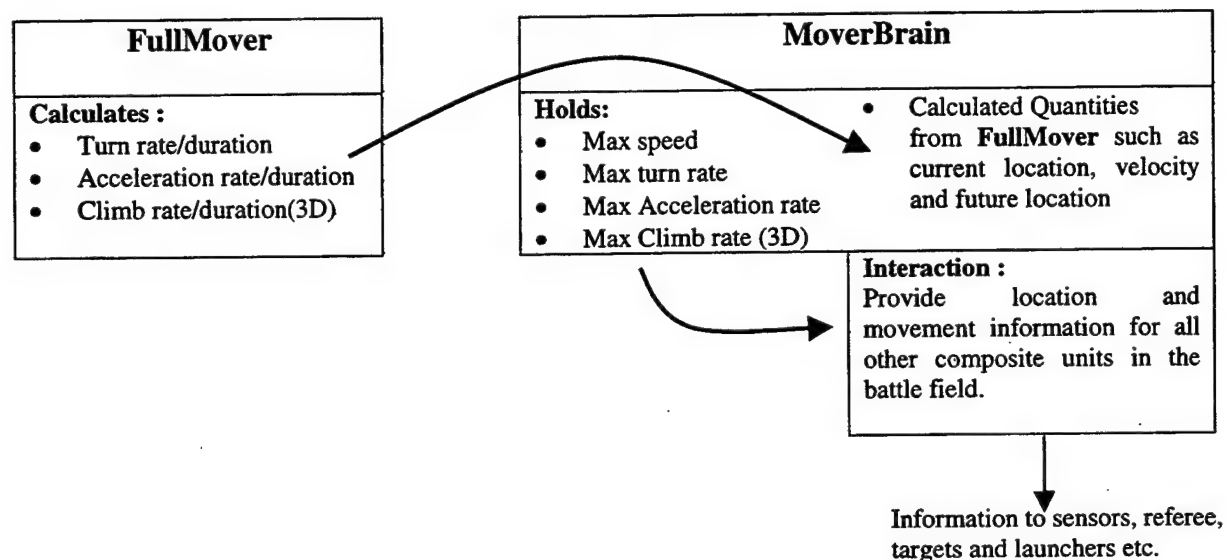 FullMover
Calculates :
• Turn rate/duration
• Acceleration rate/duration
• Climb rate/duration(3D)
MoverBrain
Holds:
• Max speed
• Max turn rate
• Max Acceleration rate
• Max Climb rate (3D)
• Calculated Quantities
from FullMover such as
current location, velocity
and future location
Interaction :
Provide location and
movement information for all
other composite units in the
battle field.
Information to sensors, referee,
targets and launchers etc.